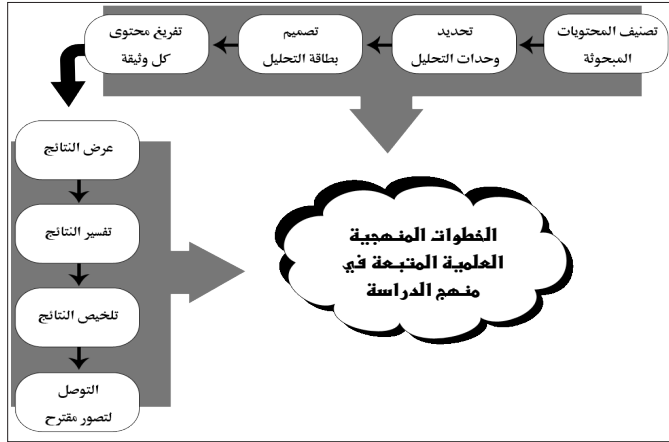 تصنيف المحتويات
المبحوثة
تحديد
وحدات التحليل
تصميم
بطاقة التحليل
تفريغ محتوى
كل وثيقة
عرض النتائج
تفسير النتائج
تلخيص النتائج
التوصل
لتصور مقترح
الخطوات المنهجية
العلمية المتبعة في
منهج الدراسة